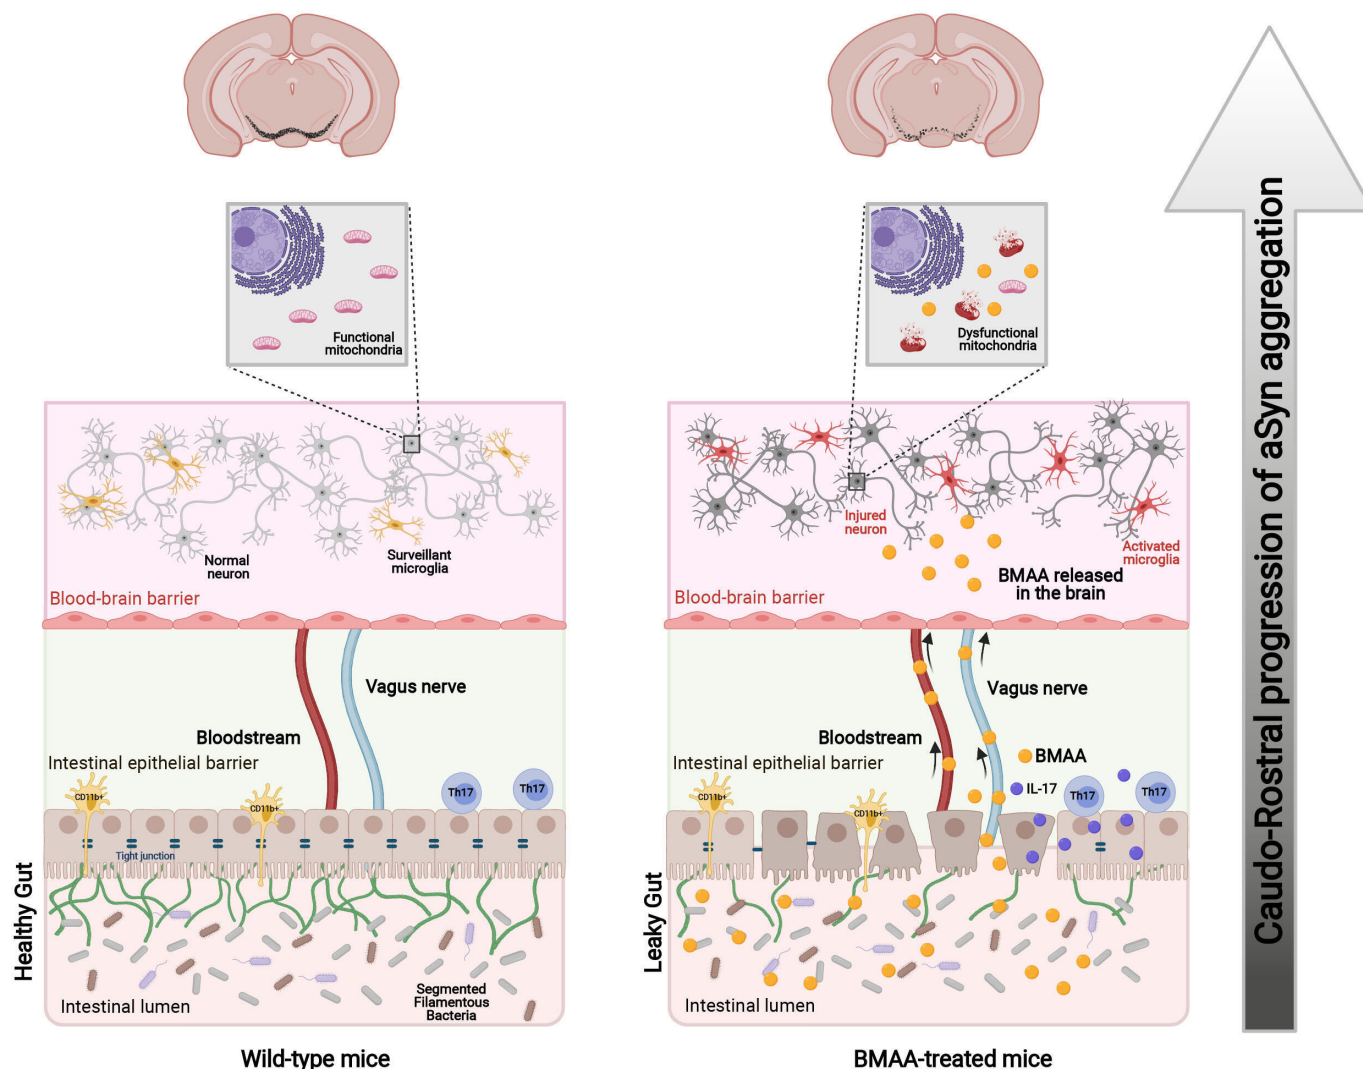 Functional
mitochondria
Normal
neuron
Surveillant
microglia
Blood-brain barrier
Vagus nerve
Bloodstream
Intestinal epithelial barrier
CD11b+
CD11b+
Th17
Th17
Tight junction
Healthy Gut
Segmented
Filamentous
Bacteria
Intestinal lumen
Wild-type mice
Dysfunctional
mitochondria
Injured
neuron
Activated
microglia
BMAA released
in the brain
Blood-brain barrier
Vagus nerve
Bloodstream
BMAA
Intestinal epithelial barrier
IL-17
CD11b+
CD11b+
Th17
Th17
Leaky Gut
Intestinal lumen
BMAA-treated mice
Caudo-Rostral progression of aSyn aggregation